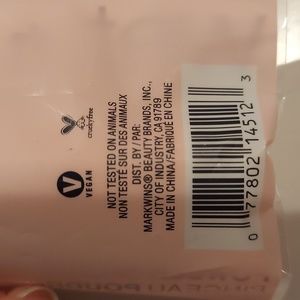 crueltyfree
V
VEGAN
NOT TESTED ON ANIMALS
NON TESTÉ SUR DES ANIMAUX
DIST. BY / PAR:
MARKWINS® BEAUTY BRANDS, INC.,
CITY OF INDUSTRY, CA 91789
MADE IN CHINA/FABRIQUÉ EN CHINE
0 77802 14512 3